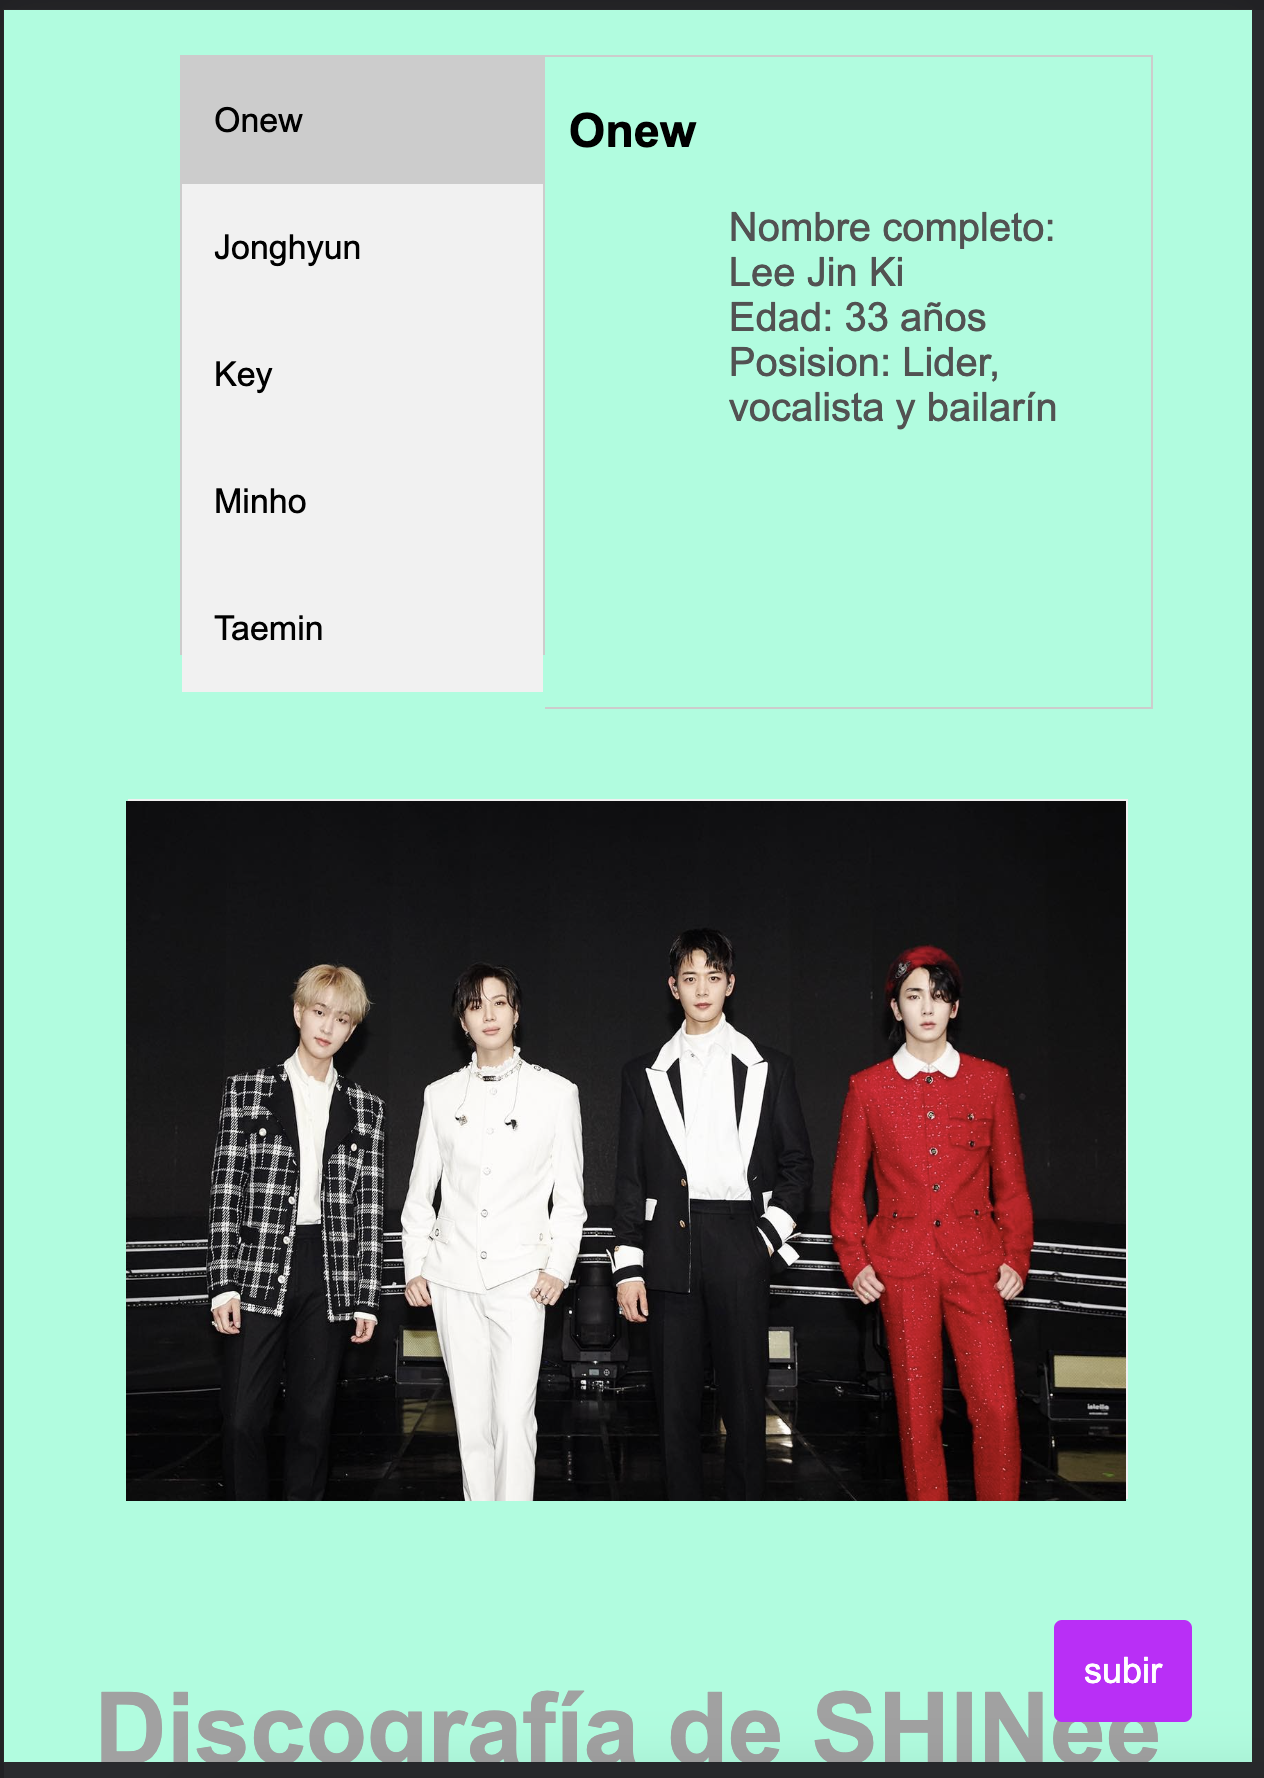 Onew
Jonghyun
Key
Minho
Taemin
Onew
Nombre completo:
Lee Jin Ki
Edad: 33 años
Posision: Lider,
vocalista y bailarín
subir
Discografía de SHINee